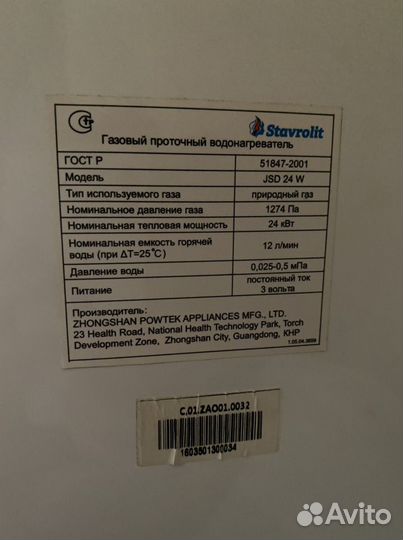 Stavrolit
Газовый проточный водонагреватель
ГОСТ Р 51847-2001
Модель JSD 24 W
Тип используемого газа природный газ
Номинальное давление газа 1274 Па
Номинальная тепловая мощность 24 кВт
Номинальная емкость горячей воды (при ΔT=25°C) 12 л/мин
Давление воды 0,025-0,5 мПа
Питание постоянный ток 3 вольта
Производитель:
ZHONGSHAN POWTEK APPLIANCES MFG., LTD.
23 Health Road, National Health Technology Park, Torch
Development Zone, Zhongshan City, Guangdong, КНР
C.01.ZAO01.0032
1603501300034
Avito